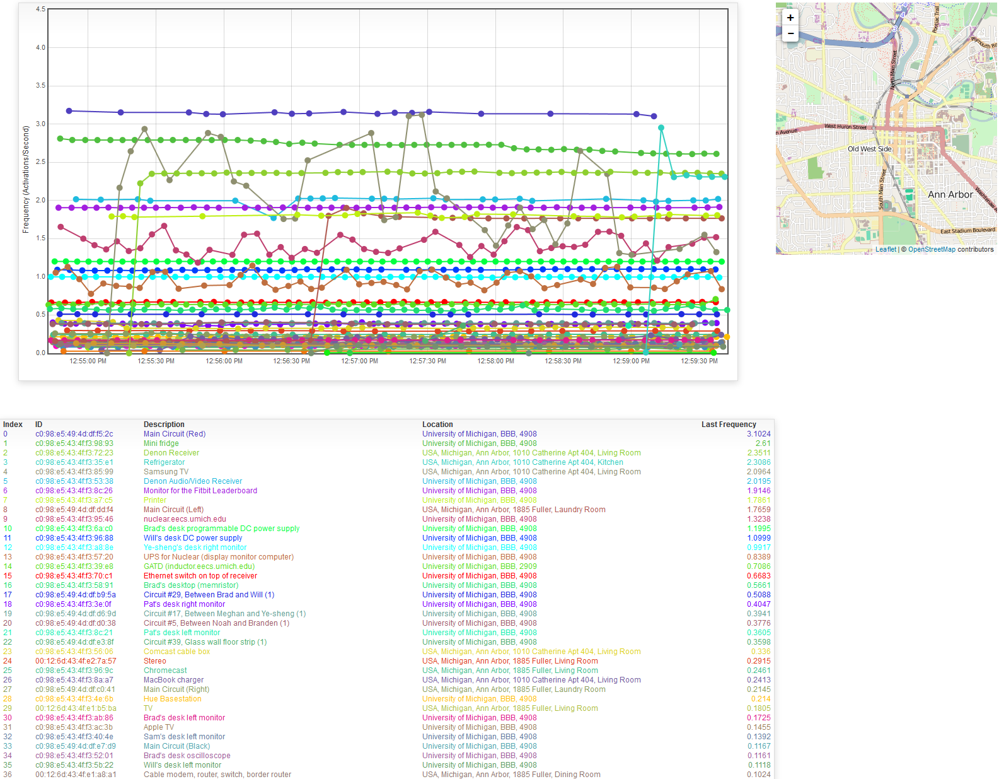 4.5
4.0
3.5
3.0
2.5
2.0
1.5
1.0
0.5
0.0
Frequency (Activations/Second)
12:55:00 PM 12:55:30 PM 12:56:00 PM 12:56:30 PM 12:57:00 PM 12:57:30 PM 12:58:00 PM 12:58:30 PM 12:59:00 PM 12:59:30 PM
+
−
4
3
Pontiac Trail
Plymouth Ro
North Main Street
n Avenue
West Huron Street
Old West Side
South Main Street
Ann Arbor
Washtenaw
East Stadium Boulevard
Leaflet | © OpenStreetMap contributors
Index ID Description Location Last Frequency
0 c0:98:e5:49:4d:df:f5:2c Main Circuit (Red) University of Michigan, BBB, 4908 3.1024
1 c0:98:e5:43:4f:f3:98:93 Mini fridge University of Michigan, BBB, 4908 2.61
2 c0:98:e5:43:4f:f3:72:23 Denon Receiver USA, Michigan, Ann Arbor, 1010 Catherine Apt 404, Living Room 2.3511
3 c0:98:e5:43:4f:f3:35:e1 Refrigerator USA, Michigan, Ann Arbor, 1010 Catherine Apt 404, Kitchen 2.3086
4 c0:98:e5:43:4f:f3:85:99 Samsung TV USA, Michigan, Ann Arbor, 1010 Catherine Apt 404, Living Room 2.0964
5 c0:98:e5:43:4f:f3:53:38 Denon Audio/Video Receiver University of Michigan, BBB, 4908 2.0195
6 c0:98:e5:43:4f:f3:8c:26 Monitor for the Fitbit Leaderboard University of Michigan, BBB, 4908 1.9146
7 c0:98:e5:43:4f:f3:a7:c5 Printer University of Michigan, BBB, 4908 1.7861
8 c0:98:e5:49:4d:df:dd:f4 Main Circuit (Left) USA, Michigan, Ann Arbor, 1885 Fuller, Laundry Room 1.7659
9 c0:98:e5:43:4f:f3:95:46 nuclear.eecs.umich.edu University of Michigan, BBB, 4908 1.3238
10 c0:98:e5:43:4f:f3:6a:c0 Brad's desk programmable DC power supply University of Michigan, BBB, 4908 1.1995
11 c0:98:e5:43:4f:f3:96:88 Will's desk DC power supply University of Michigan, BBB, 4908 1.0999
12 c0:98:e5:43:4f:f3:a8:8e Ye-sheng's desk right monitor University of Michigan, BBB, 4908 0.9917
13 c0:98:e5:43:4f:f3:57:20 UPS for Nuclear (display monitor computer) University of Michigan, BBB, 4908 0.8389
14 c0:98:e5:43:4f:f3:39:e8 GATD (inductor.eecs.umich.edu) University of Michigan, BBB, 2909 0.7086
15 c0:98:e5:43:4f:f3:70:c1 Ethernet switch on top of receiver University of Michigan, BBB, 4908 0.6683
16 c0:98:e5:43:4f:f3:58:91 Brad's desktop (memristor) University of Michigan, BBB, 4908 0.5661
17 c0:98:e5:49:4d:df:b9:5a Circuit #29, Between Brad and Will (1) University of Michigan, BBB, 4908 0.5088
18 c0:98:e5:43:4f:f3:3e:0f Pat's desk right monitor University of Michigan, BBB, 4908 0.4047
19 c0:98:e5:49:4d:df:d6:9d Circuit #17, Between Meghan and Ye-sheng (1) University of Michigan, BBB, 4908 0.3941
20 c0:98:e5:49:4d:df:d0:38 Circuit #5, Between Noah and Branden (1) University of Michigan, BBB, 4908 0.3776
21 c0:98:e5:43:4f:f3:8c:21 Pat's desk left monitor University of Michigan, BBB, 4908 0.3605
22 c0:98:e5:49:4d:df:e3:8f Circuit #39, Glass wall floor strip (1) University of Michigan, BBB, 4908 0.3598
23 c0:98:e5:43:4f:f3:56:06 Comcast cable box USA, Michigan, Ann Arbor, 1010 Catherine Apt 404, Living Room 0.336
24 00:12:6d:43:4f:e2:7a:57 Stereo USA, Michigan, Ann Arbor, 1885 Fuller, Living Room 0.2915
25 c0:98:e5:43:4f:f3:96:9c Chromecast USA, Michigan, Ann Arbor, 1885 Fuller, Living Room 0.2461
26 c0:98:e5:43:4f:f3:8a:a7 MacBook charger USA, Michigan, Ann Arbor, 1010 Catherine Apt 404, Living Room 0.2413
27 c0:98:e5:49:4d:df:c0:41 Main Circuit (Right) USA, Michigan, Ann Arbor, 1885 Fuller, Laundry Room 0.2145
28 c0:98:e5:43:4f:f3:4e:6b Hue Basestation University of Michigan, BBB, 4908 0.214
29 00:12:6d:43:4f:e1:b5:ba TV USA, Michigan, Ann Arbor, 1885 Fuller, Living Room 0.1805
30 c0:98:e5:43:4f:f3:ab:86 Brad's desk left monitor University of Michigan, BBB, 4908 0.1725
31 c0:98:e5:43:4f:f3:ac:3b Apple TV University of Michigan, BBB, 4908 0.1455
32 c0:98:e5:43:4f:f3:40:4e Sam's desk left monitor University of Michigan, BBB, 4908 0.1392
33 c0:98:e5:49:4d:df:e7:d9 Main Circuit (Black) University of Michigan, BBB, 4908 0.1167
34 c0:98:e5:43:4f:f3:52:01 Brad's desk oscilloscope University of Michigan, BBB, 4908 0.1161
35 c0:98:e5:43:4f:f3:5b:22 Will's desk left monitor University of Michigan, BBB, 4908 0.1118
36 00:12:6d:43:4f:e1:a8:a1 Cable modem, router, switch, border router USA, Michigan, Ann Arbor, 1885 Fuller, Dining Room 0.1024